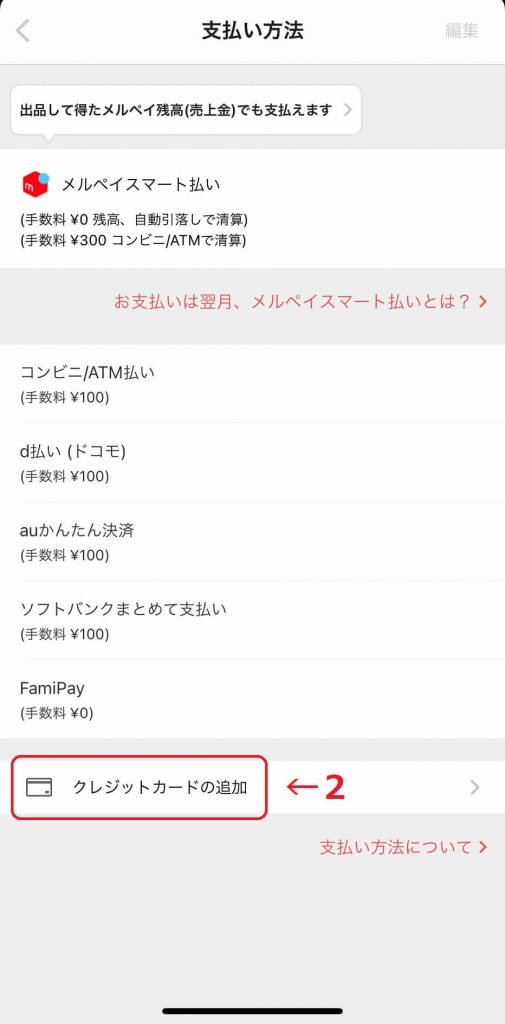 支払い方法
編集
出品して得たメルペイ残高(売上金)でも支払えます
メルペイスマート払い
(手数料 ¥0 残高、自動引落しで清算)
(手数料 ¥300 コンビニ/ATMで清算)
お支払いは翌月、メルペイスマート払いとは？
コンビニ/ATM払い
(手数料 ¥100)
d払い (ドコモ)
(手数料 ¥100)
auかんたん決済
(手数料 ¥100)
ソフトバンクまとめて支払い
(手数料 ¥100)
FamiPay
(手数料 ¥0)
クレジットカードの追加
←2
支払い方法について